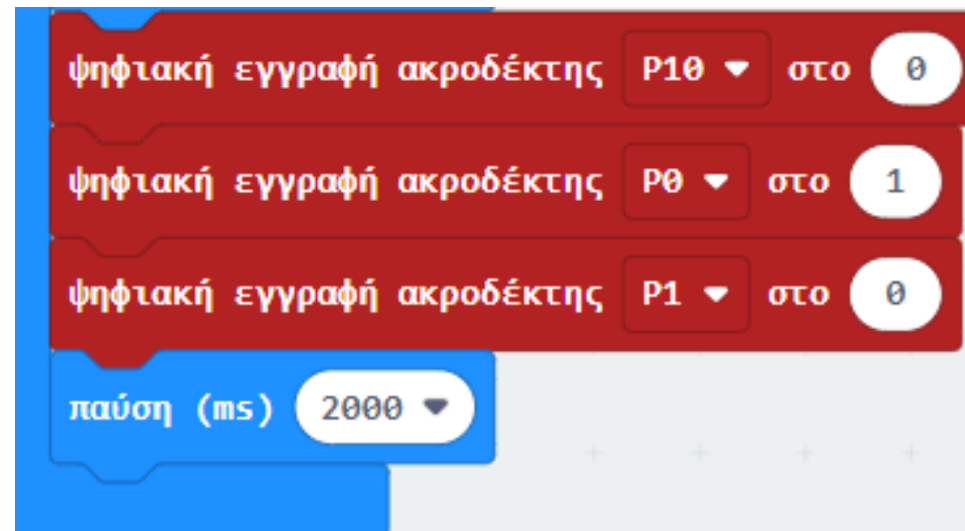 ψηφιακή εγγραφή ακροδέκτης P10 στο 0
ψηφιακή εγγραφή ακροδέκτης P0 στο 1
ψηφιακή εγγραφή ακροδέκτης P1 στο 0
παύση (ms) 2000